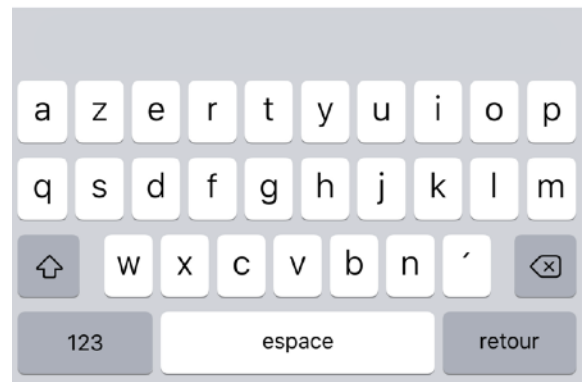 a z e r t y u i o p
q s d f g h j k l m
w x c v b n ´
123 espace retour